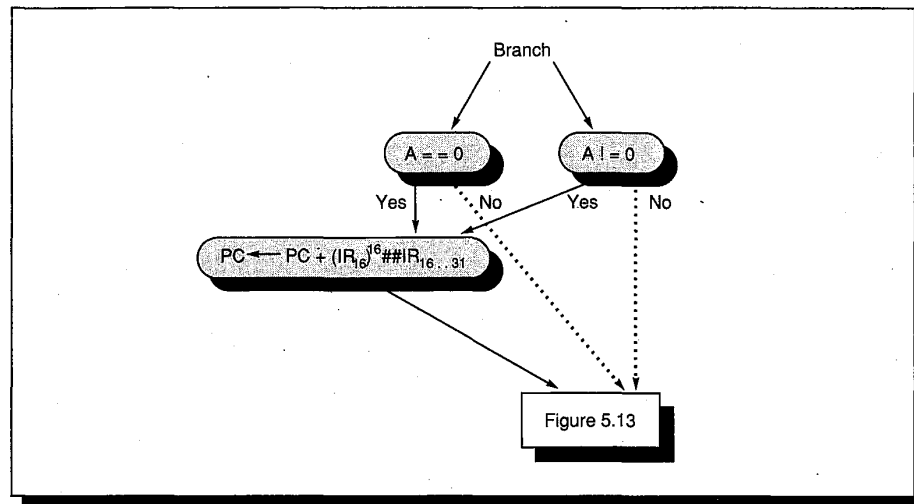 Branch
A = = 0
A ! = 0
Yes
No
Yes
No
PC ← PC + (IR₁₆)¹⁶##IR₁₆..₃₁
Figure 5.13